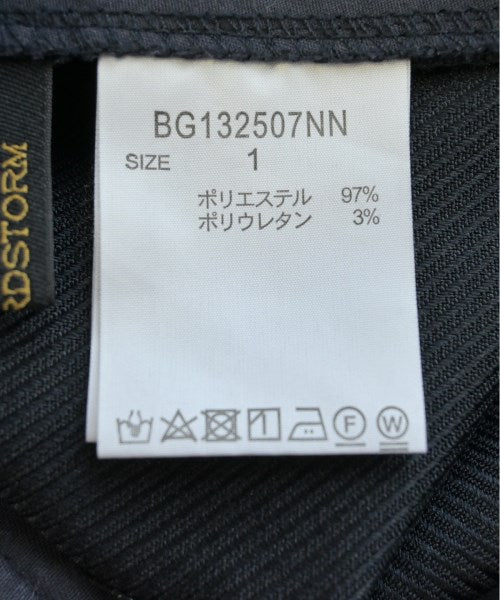 BG132507NN
SIZE 1
ポリエステル 97%
ポリウレタン 3%
F W
RDSTORM